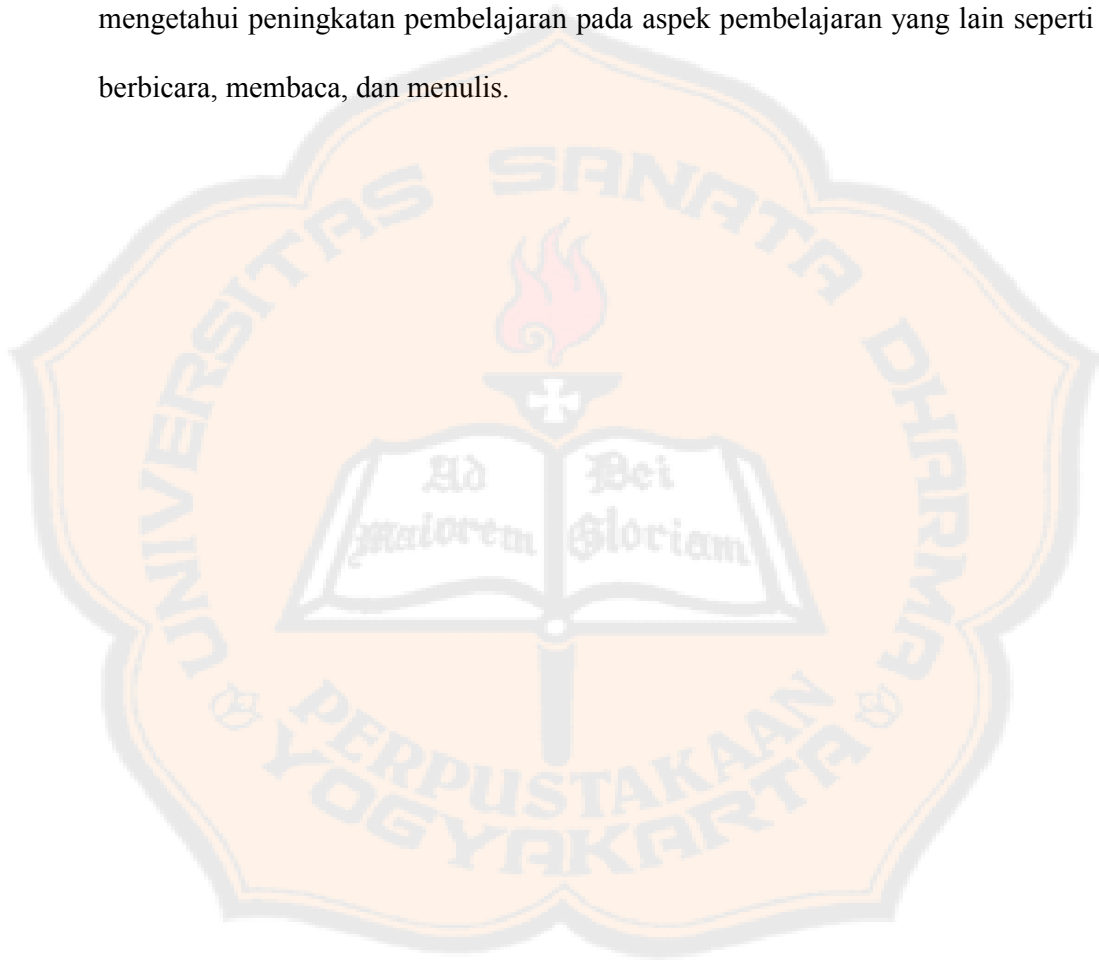 mengetahui peningkatan pembelajaran pada aspek pembelajaran yang lain seperti
berbicara, membaca, dan menulis.
UNIVERSITAS SANATA DHARMA
Ad
Maiorem
Dei
Gloriam
PERPUSTAKAAN
YOGYAKARTA